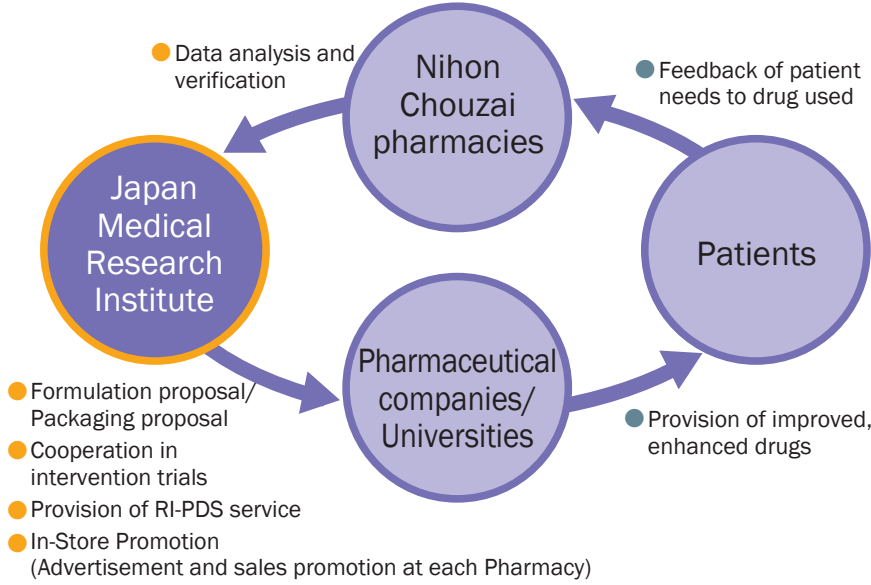 Data analysis and
verification
Nihon
Chouzai
pharmacies
Feedback of patient
needs to drug used
Japan
Medical
Research
Institute
Patients
Pharmaceutical
companies/
Universities
Formulation proposal/
Packaging proposal
Cooperation in
intervention trials
Provision of RI-PDS service
In-Store Promotion
(Advertisement and sales promotion at each Pharmacy)
Provision of improved,
enhanced drugs